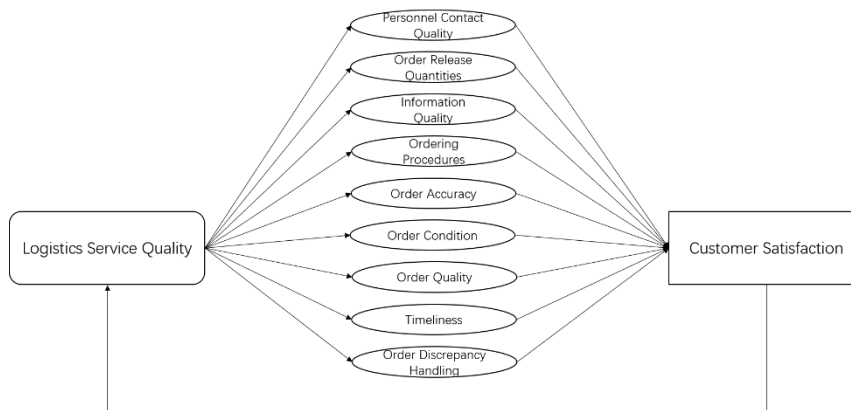 Personnel Contact
Quality
Order Release
Quantities
Information
Quality
Ordering
Procedures
Order Accuracy
Logistics Service Quality
Order Condition
Customer Satisfaction
Order Quality
Timeliness
Order Discrepancy
Handling